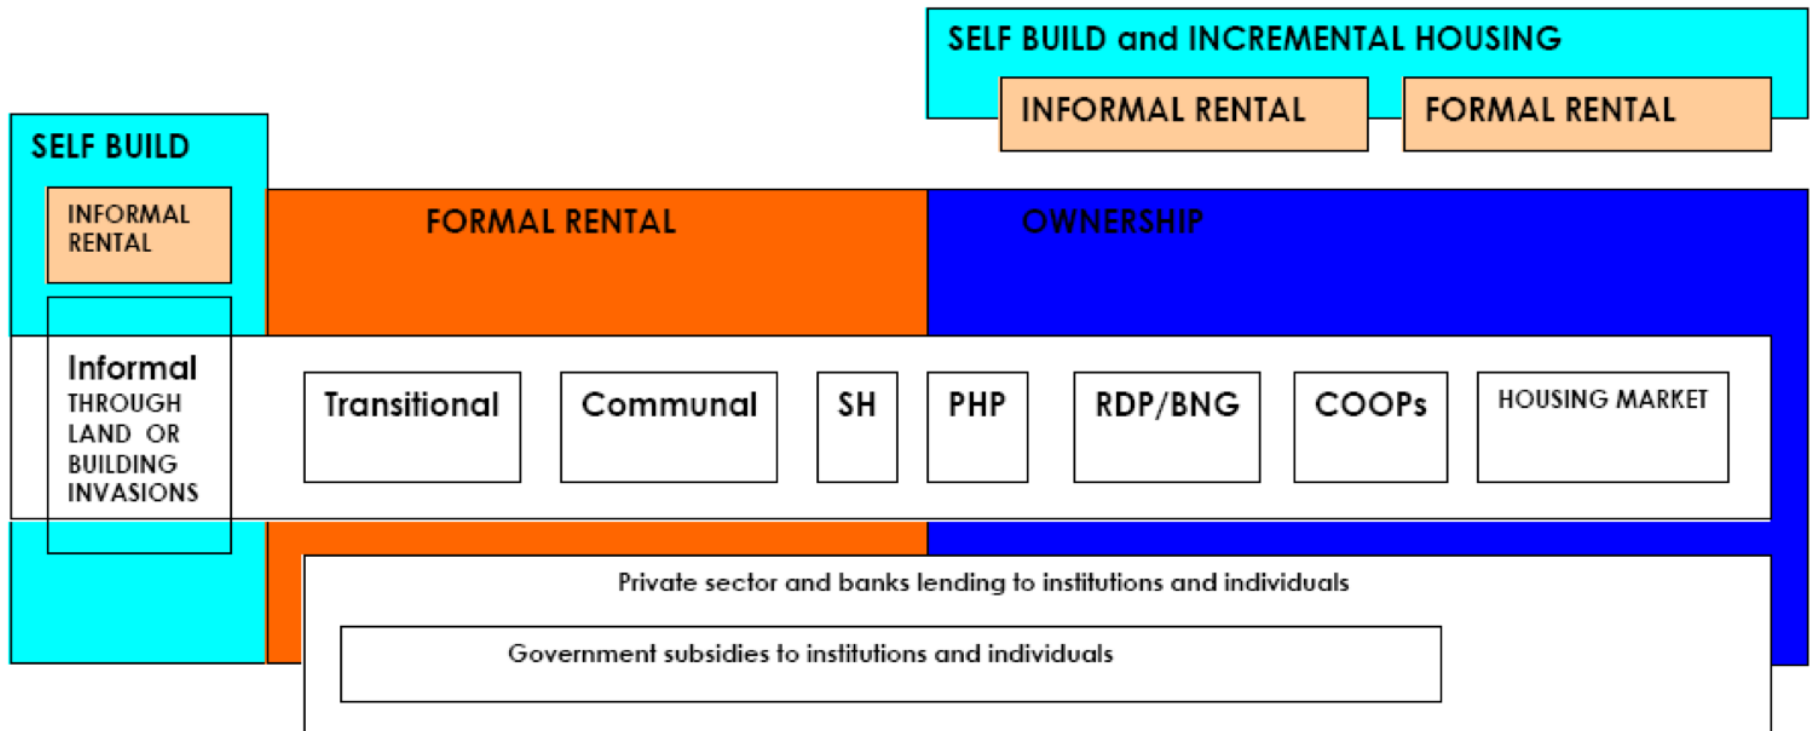 SELF BUILD and INCREMENTAL HOUSING
INFORMAL RENTAL
FORMAL RENTAL
SELF BUILD
INFORMAL
RENTAL
FORMAL RENTAL
OWNERSHIP
Informal
THROUGH
LAND OR
BUILDING
INVASIONS
Transitional
Communal
SH
PHP
RDP/BNG
COOPs
HOUSING MARKET
Private sector and banks lending to institutions and individuals
Government subsidies to institutions and individuals